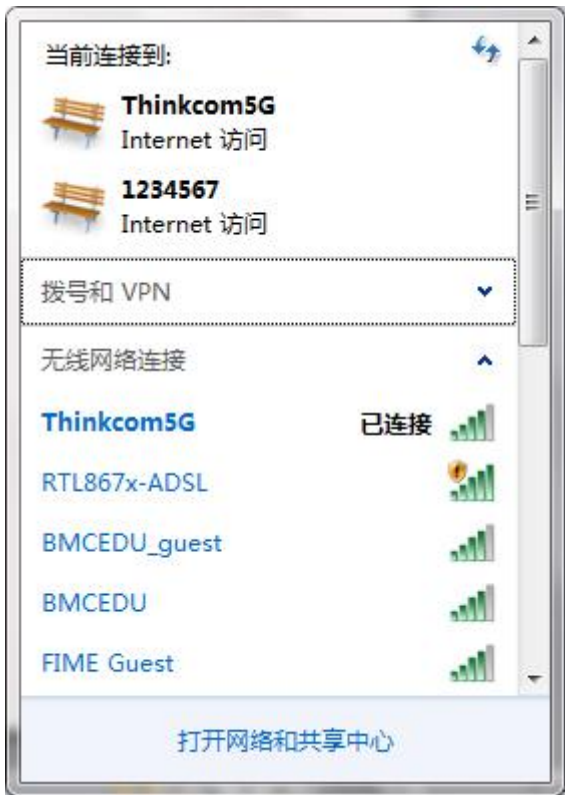 当前连接到:
Thinkcom5G
Internet 访问
1234567
Internet 访问
拨号和 VPN
无线网络连接
Thinkcom5G 已连接
RTL867x-ADSL
BMCEDU_guest
BMCEDU
FIME Guest
打开网络和共享中心